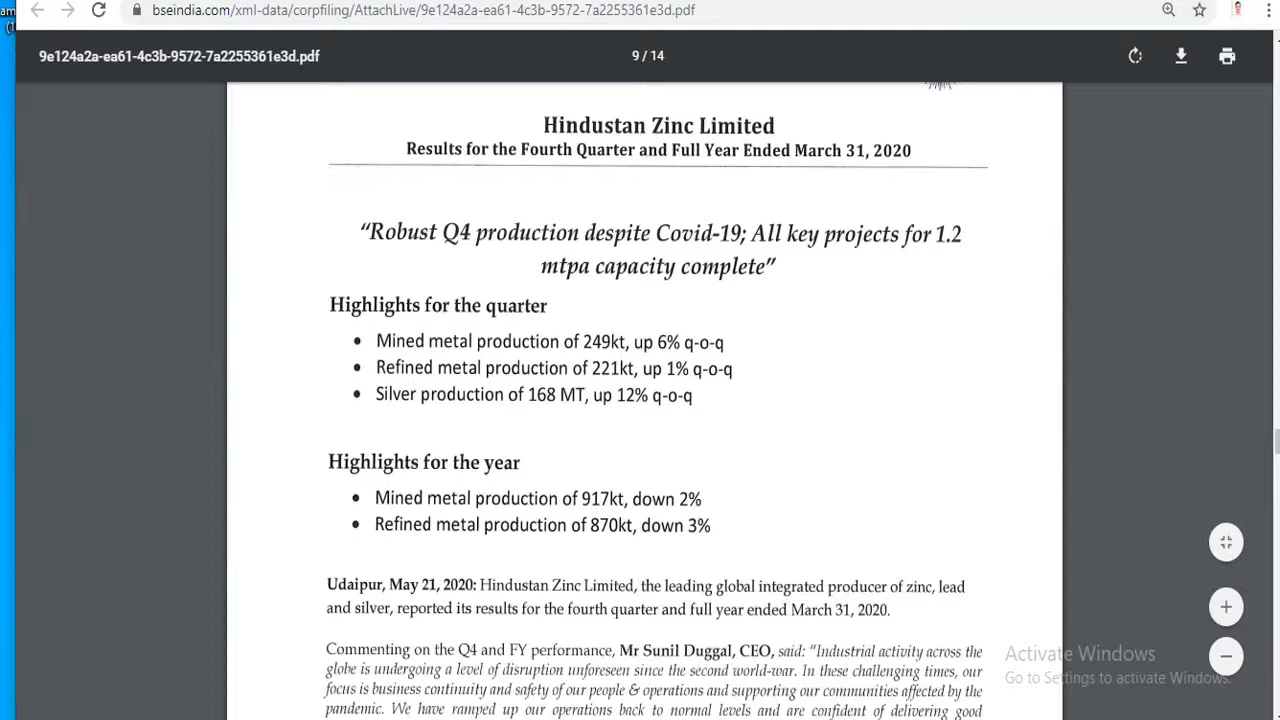 bseindia.com/xml-data/corpfiling/AttachLive/9e124a2a-ea61-4c3b-9572-7a2255361e3d.pdf
9e124a2a-ea61-4c3b-9572-7a2255361e3d.pdf
9 / 14
Hindustan Zinc Limited
Results for the Fourth Quarter and Full Year Ended March 31, 2020
“Robust Q4 production despite Covid-19; All key projects for 1.2
mtpa capacity complete”
Highlights for the quarter
• Mined metal production of 249kt, up 6% q-o-q
• Refined metal production of 221kt, up 1% q-o-q
• Silver production of 168 MT, up 12% q-o-q
Highlights for the year
• Mined metal production of 917kt, down 2%
• Refined metal production of 870kt, down 3%
Udaipur, May 21, 2020: Hindustan Zinc Limited, the leading global integrated producer of zinc, lead
and silver, reported its results for the fourth quarter and full year ended March 31, 2020.
Commenting on the Q4 and FY performance, Mr Sunil Duggal, CEO, said: “Industrial activity across the
globe is undergoing a level of disruption unforeseen since the second world-war. In these challenging times, our
focus is business continuity and safety of our people & operations and supporting our communities affected by the
pandemic. We have ramped up our operations back to normal levels and are confident of delivering good
Activate Windows
Go to Settings to activate Windows.